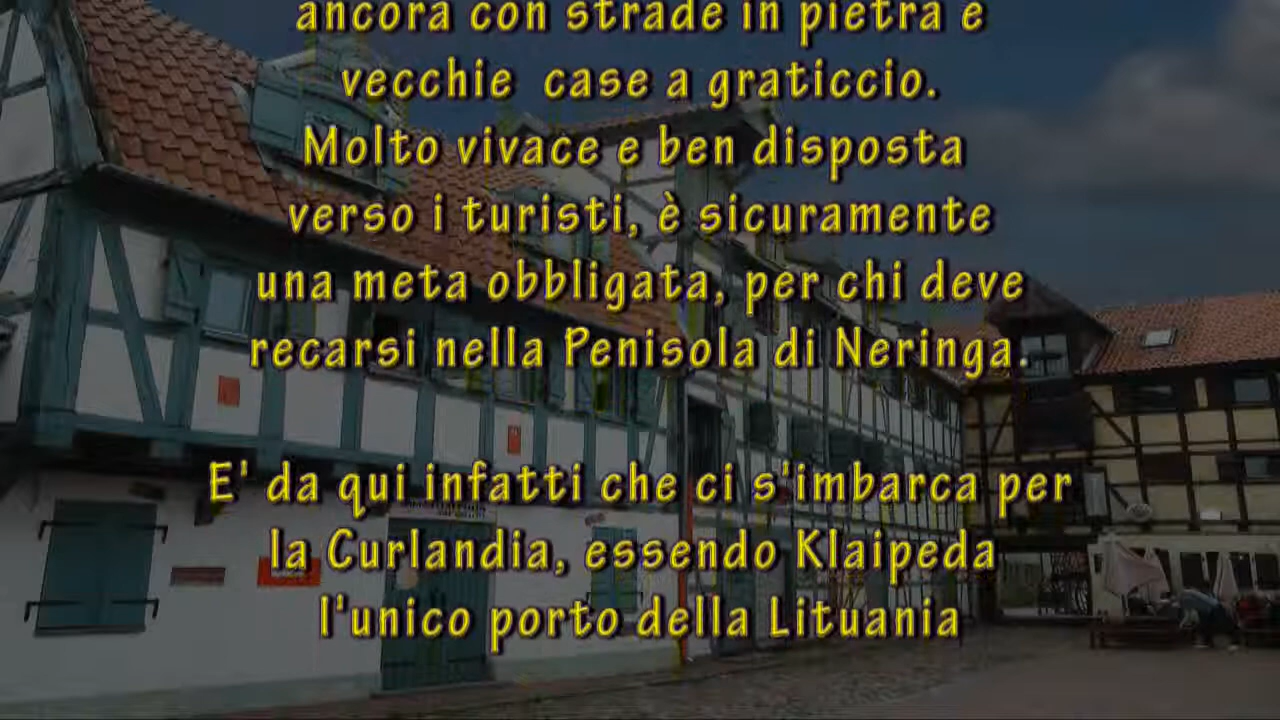 ancora con strade in pietra e
vecchie case a graticcio.
Molto vivace e ben disposta
verso i turisti, è sicuramente
una meta obbligata, per chi deve
recarsi nella Penisola di Neringa.
E' da qui infatti che ci s'imbarca per
la Curlandia, essendo Klaipeda
l'unico porto della Lituania